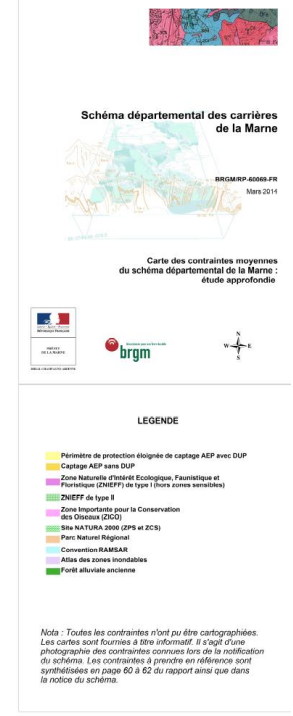 Schéma départemental des carrières
de la Marne
BRGM/RP-60069-FR
Mars 2014
Carte des contraintes moyennes
du schéma départemental de la Marne :
étude approfondie
PRÉFET
DE LA MARNE
brgm
N
W
E
S
LEGENDE
Périmètre de protection éloignée de captage AEP avec DUP
Captage AEP sans DUP
Zone Naturelle d'Intérêt Ecologique, Faunistique et
Floristique (ZNIEFF) de type I (hors zones sensibles)
ZNIEFF de type II
Zone Importante pour la Conservation
des Oiseaux (ZICO)
Site NATURA 2000 (ZPS et ZCS)
Parc Naturel Régional
Convention RAMSAR
Atlas des zones inondables
Forêt alluviale ancienne
Nota : Toutes les contraintes n'ont pu être cartographiées.
Les cartes sont fournies à titre informatif. Il s'agit d'une
photographie des contraintes connues lors de la notification
du schéma. Les contraintes à prendre en référence sont
synthétisées en page 60 à 62 du rapport ainsi que dans
la notice du schéma.